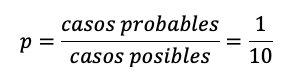 p = casos probables / casos posibles = 1 / 10